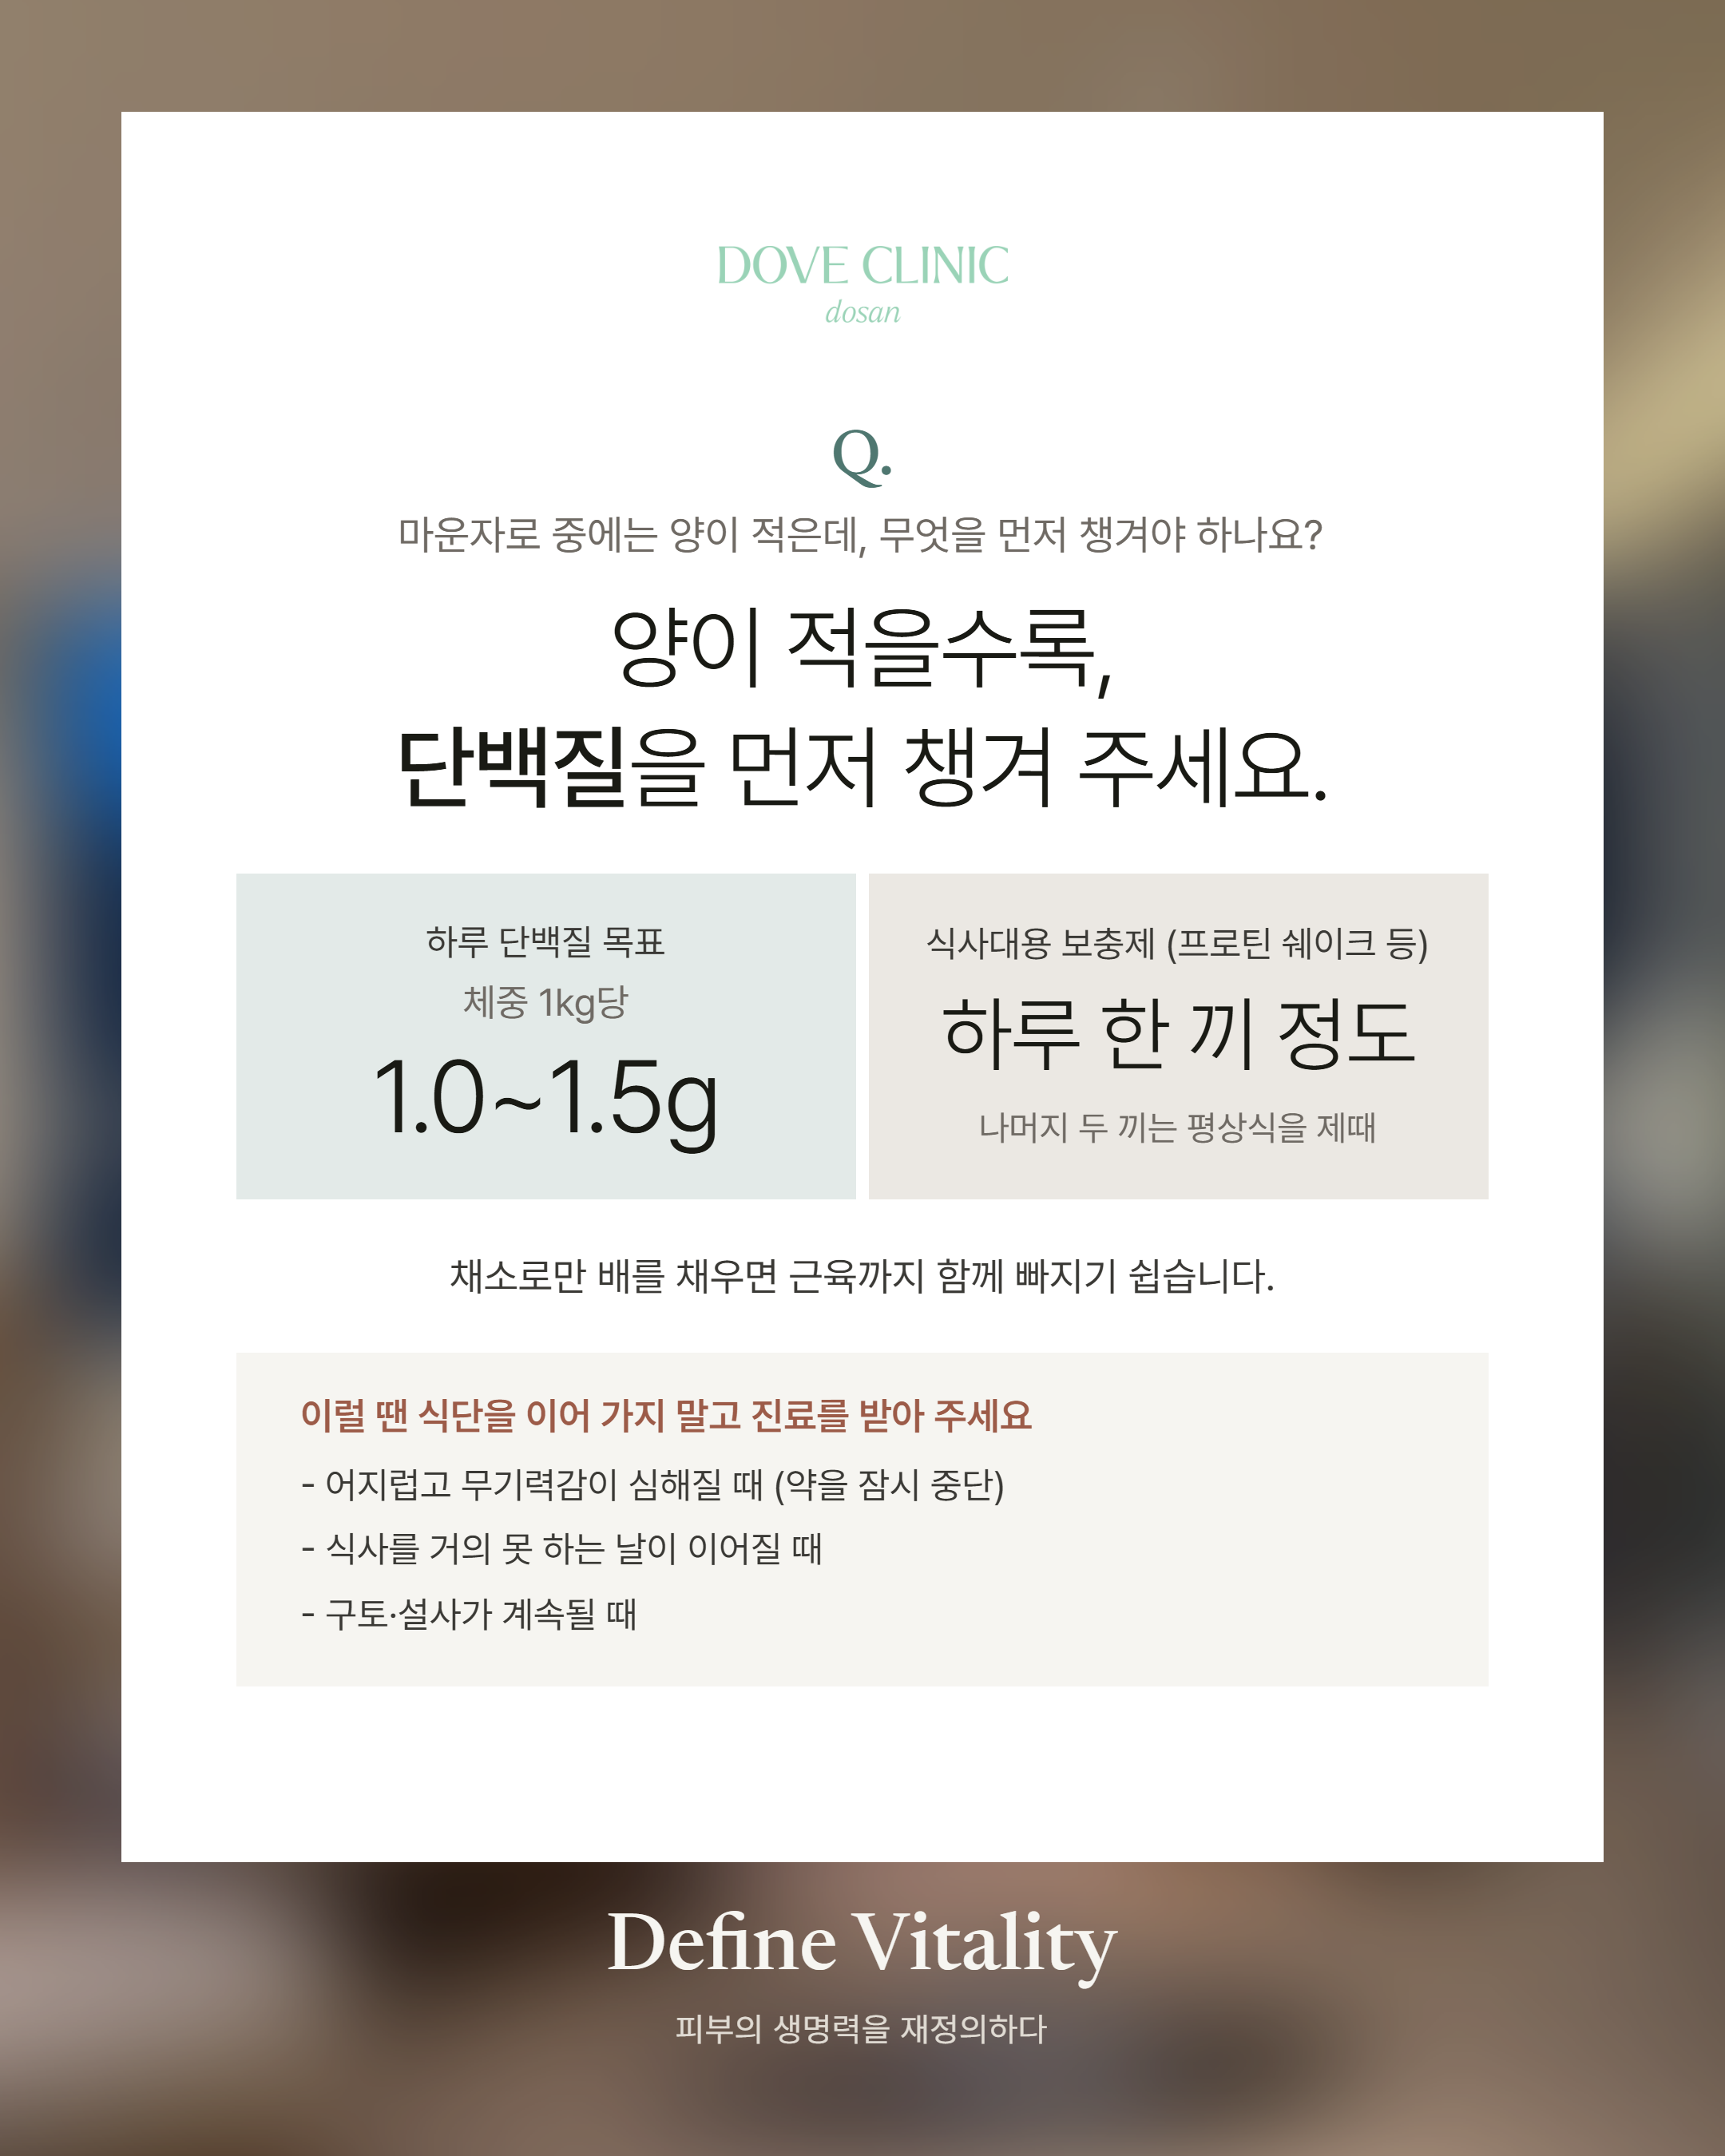 DOVE CLINIC
dosan
Q.
마운자로 중에는 양이 적은데, 무엇을 먼저 챙겨야 하나요?
양이 적을수록,
단백질을 먼저 챙겨 주세요.
하루 단백질 목표
체중 1kg당
1.0~1.5g
식사대용 보충제 (프로틴 쉐이크 등)
하루 한 끼 정도
나머지 두 끼는 평상식을 제때
채소로만 배를 채우면 근육까지 함께 빠지기 쉽습니다.
이럴 땐 식단을 이어 가지 말고 진료를 받아 주세요
- 어지럽고 무기력감이 심해질 때 (약을 잠시 중단)
- 식사를 거의 못 하는 날이 이어질 때
- 구토·설사가 계속될 때
Define Vitality
피부의 생명력을 재정의하다